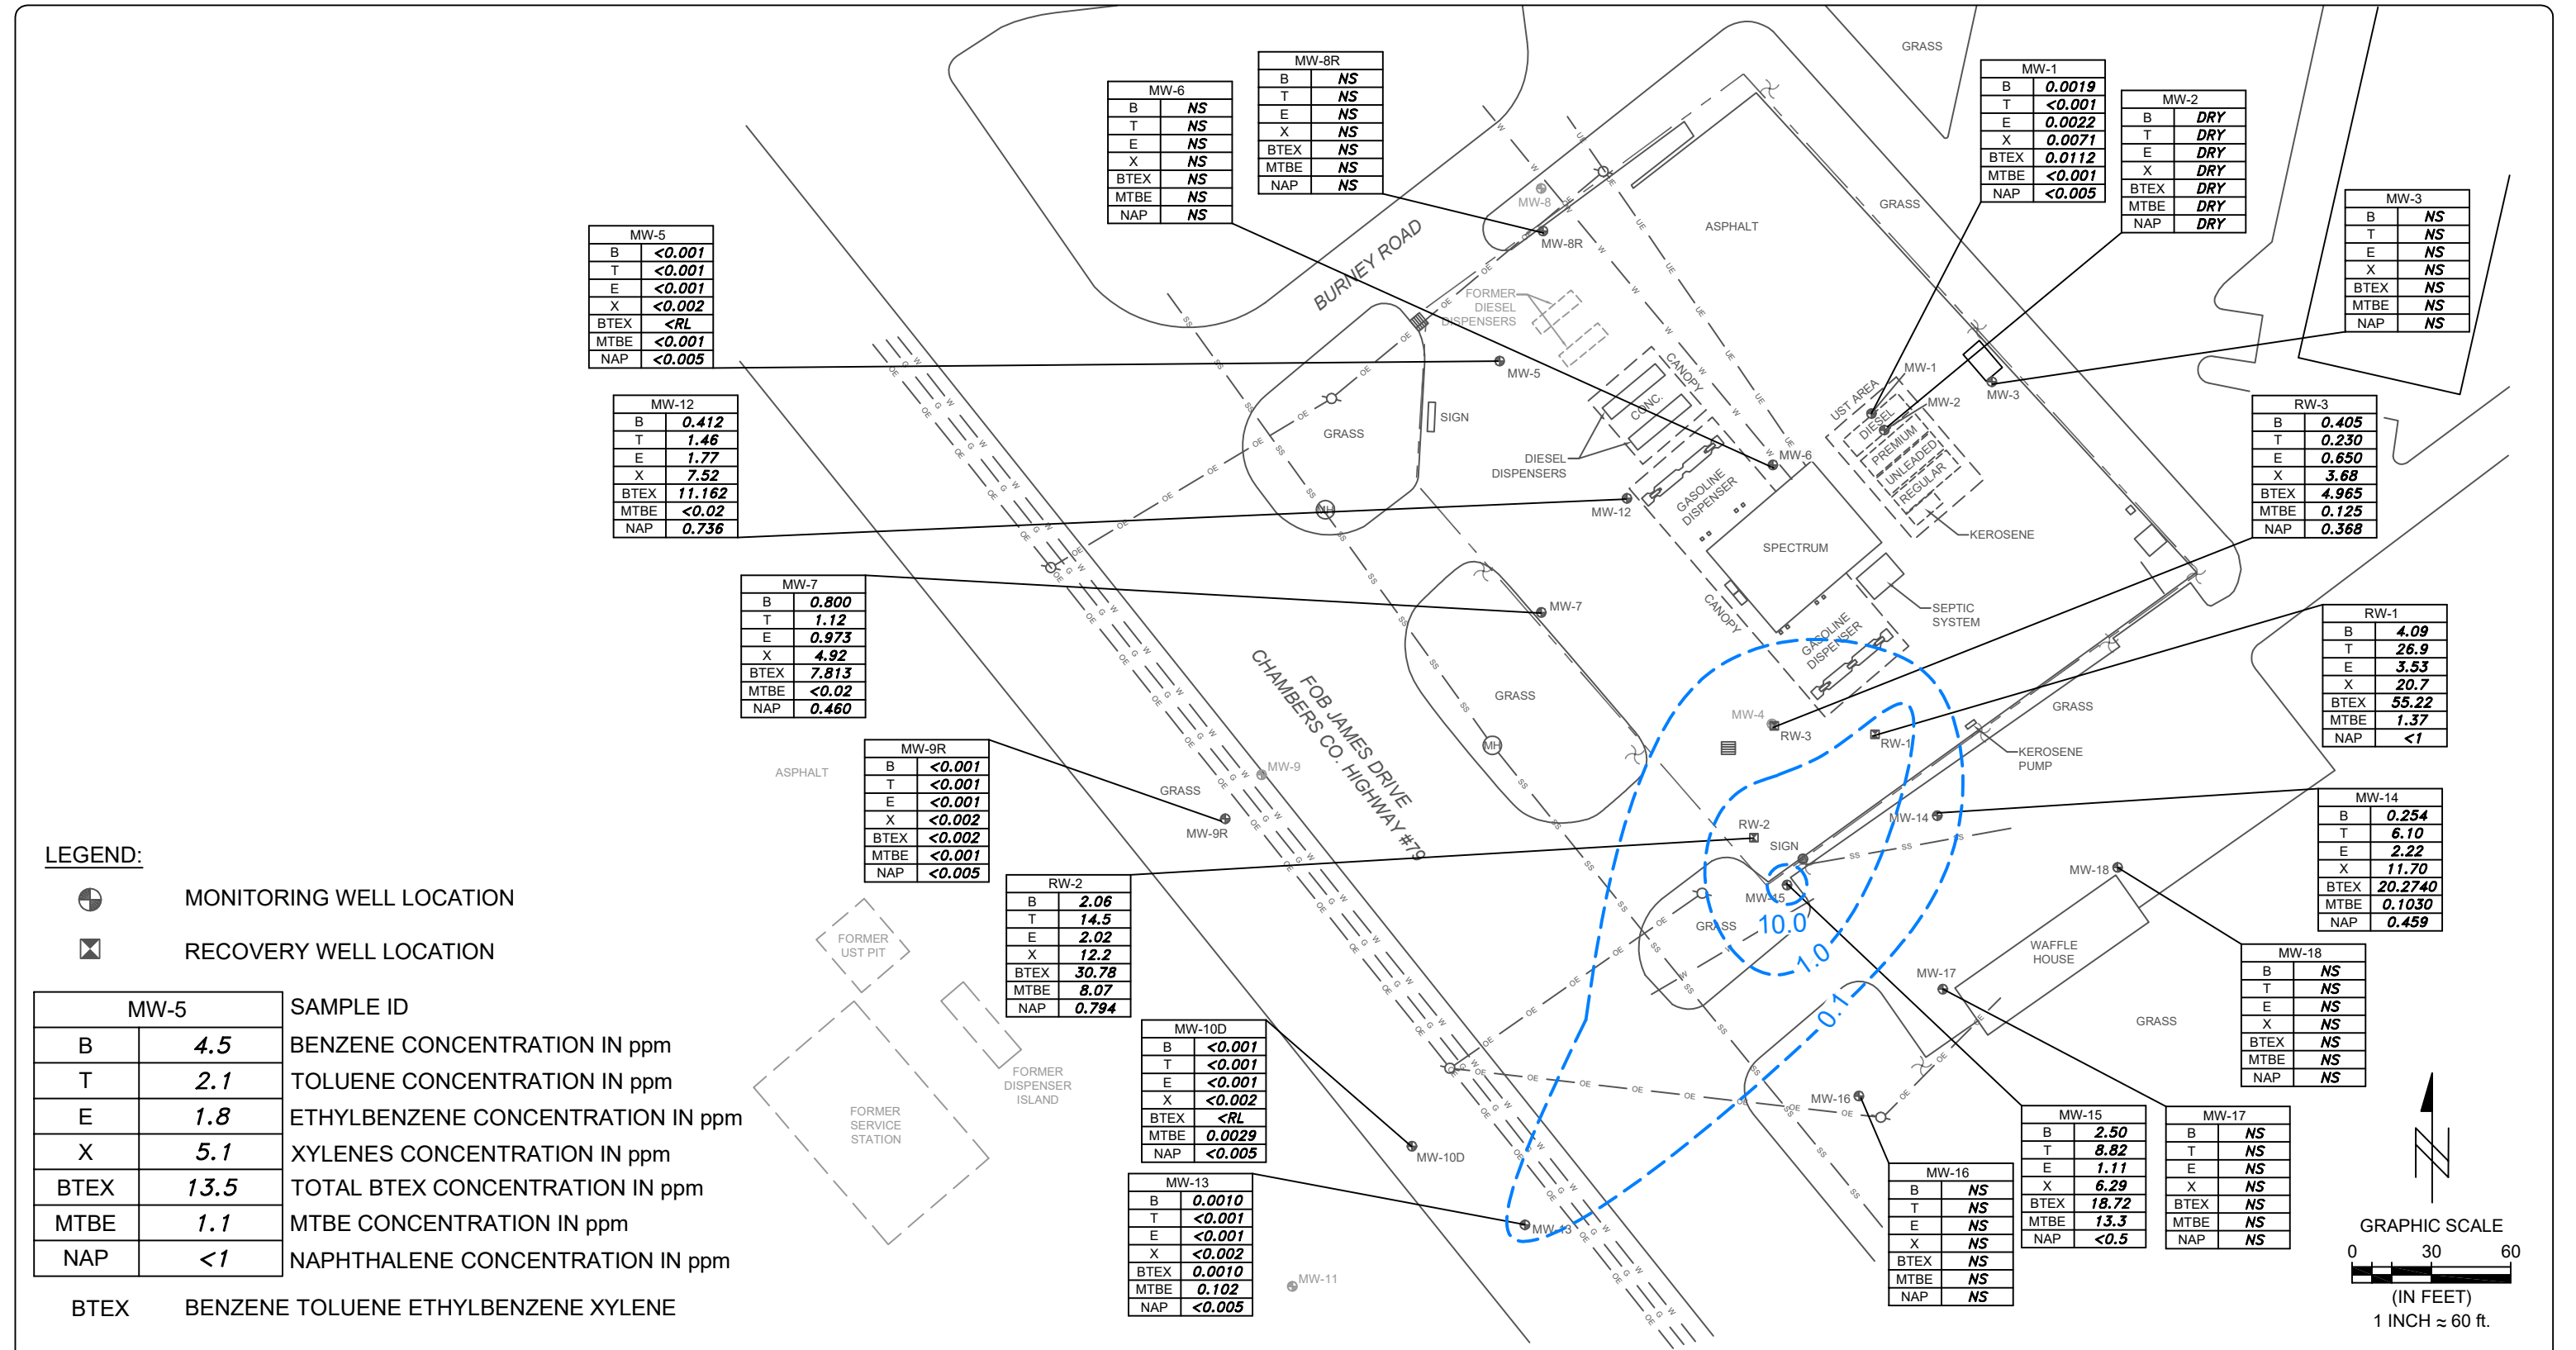 MW-8R
B NS
T NS
E NS
X NS
BTEX NS
MTBE NS
NAP NS
MW-6
B NS
T NS
E NS
X NS
BTEX NS
MTBE NS
NAP NS
MW-1
B 0.0019
T <0.001
E 0.0022
X 0.0071
BTEX 0.0112
MTBE <0.001
NAP <0.005
MW-2
B DRY
T DRY
E DRY
X DRY
BTEX DRY
MTBE DRY
NAP DRY
MW-3
B NS
T NS
E NS
X NS
BTEX NS
MTBE NS
NAP NS
MW-5
B <0.001
T <0.001
E <0.001
X <0.002
BTEX <RL
MTBE <0.001
NAP <0.005
MW-12
B 0.412
T 1.46
E 1.77
X 7.52
BTEX 11.162
MTBE <0.02
NAP 0.736
RW-3
B 0.405
T 0.230
E 0.650
X 3.68
BTEX 4.965
MTBE 0.125
NAP 0.368
MW-7
B 0.800
T 1.12
E 0.973
X 4.92
BTEX 7.813
MTBE <0.02
NAP 0.460
RW-1
B 4.09
T 26.9
E 3.53
X 20.7
BTEX 55.22
MTBE 1.37
NAP <1
MW-9R
B <0.001
T <0.001
E <0.001
X <0.002
BTEX <0.002
MTBE <0.001
NAP <0.005
MW-14
B 0.254
T 6.10
E 2.22
X 11.70
BTEX 20.2740
MTBE 0.1030
NAP 0.459
RW-2
B 2.06
T 14.5
E 2.02
X 12.2
BTEX 30.78
MTBE 8.07
NAP 0.794
MW-18
B NS
T NS
E NS
X NS
BTEX NS
MTBE NS
NAP NS
MW-10D
B <0.001
T <0.001
E <0.001
X <0.002
BTEX <RL
MTBE 0.0029
NAP <0.005
MW-13
B 0.0010
T <0.001
E <0.001
X <0.002
BTEX 0.0010
MTBE 0.102
NAP <0.005
MW-15
B 2.50
T 8.82
E 1.11
X 6.29
BTEX 18.72
MTBE 13.3
NAP <0.5
MW-17
B NS
T NS
E NS
X NS
BTEX NS
MTBE NS
NAP NS
MW-16
B NS
T NS
E NS
X NS
BTEX NS
MTBE NS
NAP NS
GRASS
GRASS
ASPHALT
MW-8
MW-8R
BURNEY ROAD
FORMER
DIESEL
DISPENSERS
MW-5
SIGN
GRASS
CANOPY
CONC.
DIESEL
DISPENSERS
GASOLINE
DISPENSER
MW-12
MW-6
UST AREA
MW-1
MW-2
MW-3
DIESEL
PREMIUM
UNLEADED
REGULAR
KEROSENE
SPECTRUM
SEPTIC
SYSTEM
CANOPY
GASOLINE
DISPENSER
MH
MW-7
GRASS
MH
FOB JAMES DRIVE
CHAMBERS CO. HIGHWAY #79
MW-4
RW-3
RW-1
GRASS
KEROSENE
PUMP
MW-14
RW-2
SIGN
MW-15
10.0
1.0
0.1
GRASS
MW-18
WAFFLE
HOUSE
MW-17
GRASS
MW-16
MW-13
MW-10D
MW-11
ASPHALT
GRASS
MW-9
MW-9R
FORMER
UST PIT
FORMER
DISPENSER
ISLAND
FORMER
SERVICE
STATION
LEGEND:
MONITORING WELL LOCATION
RECOVERY WELL LOCATION
MW-5 SAMPLE ID
B 4.5 BENZENE CONCENTRATION IN ppm
T 2.1 TOLUENE CONCENTRATION IN ppm
E 1.8 ETHYLBENZENE CONCENTRATION IN ppm
X 5.1 XYLENES CONCENTRATION IN ppm
BTEX 13.5 TOTAL BTEX CONCENTRATION IN ppm
MTBE 1.1 MTBE CONCENTRATION IN ppm
NAP <1 NAPHTHALENE CONCENTRATION IN ppm
BTEX BENZENE TOLUENE ETHYLBENZENE XYLENE
GRAPHIC SCALE
0 30 60
(IN FEET)
1 INCH ≈ 60 ft.